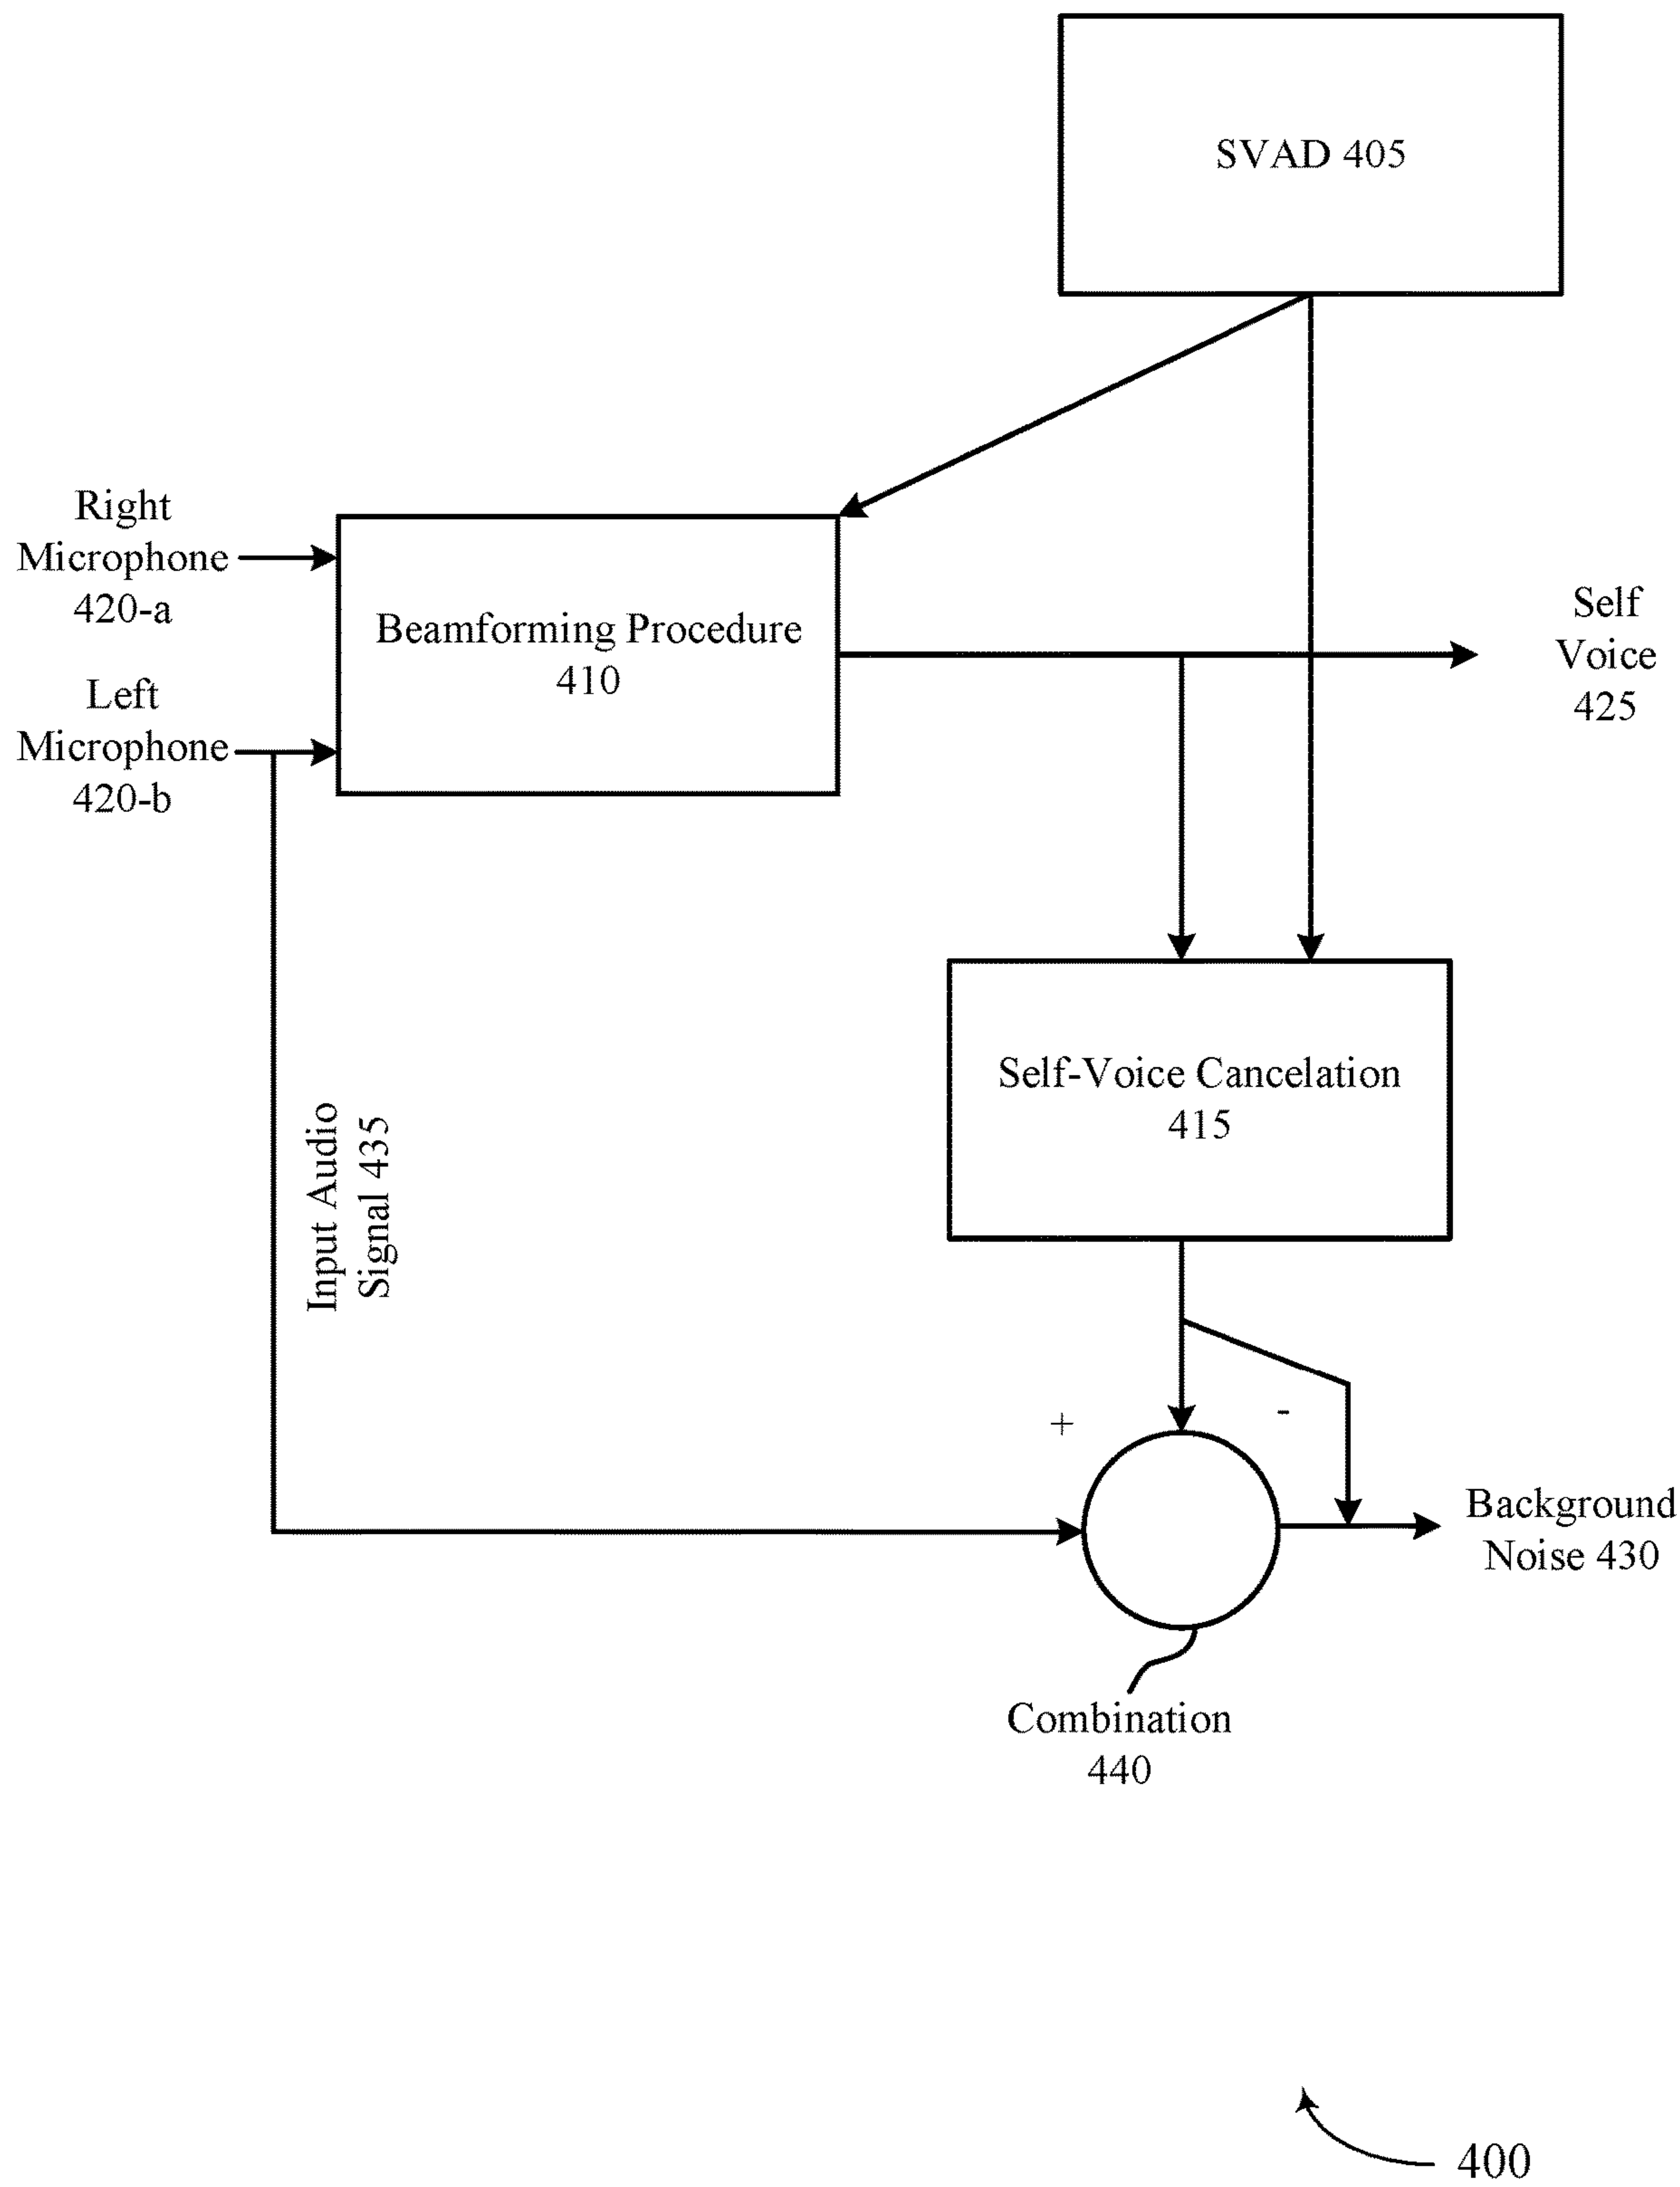 SVAD 405
Right
Microphone
420-a
Beamforming Procedure
410
Self
Voice
425
Left
Microphone
420-b
Self-Voice Cancelation
415
Input Audio
Signal 435
+
-
Background
Noise 430
Combination
440
400